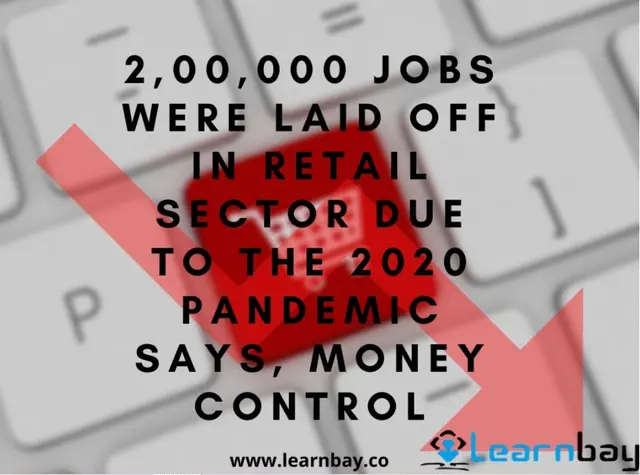 2,00,000 JOBS
WERE LAID OFF
IN RETAIL
SECTOR DUE
TO THE 2020
PANDEMIC
SAYS, MONEY
CONTROL
www.learnbay.co
Learnbay
P